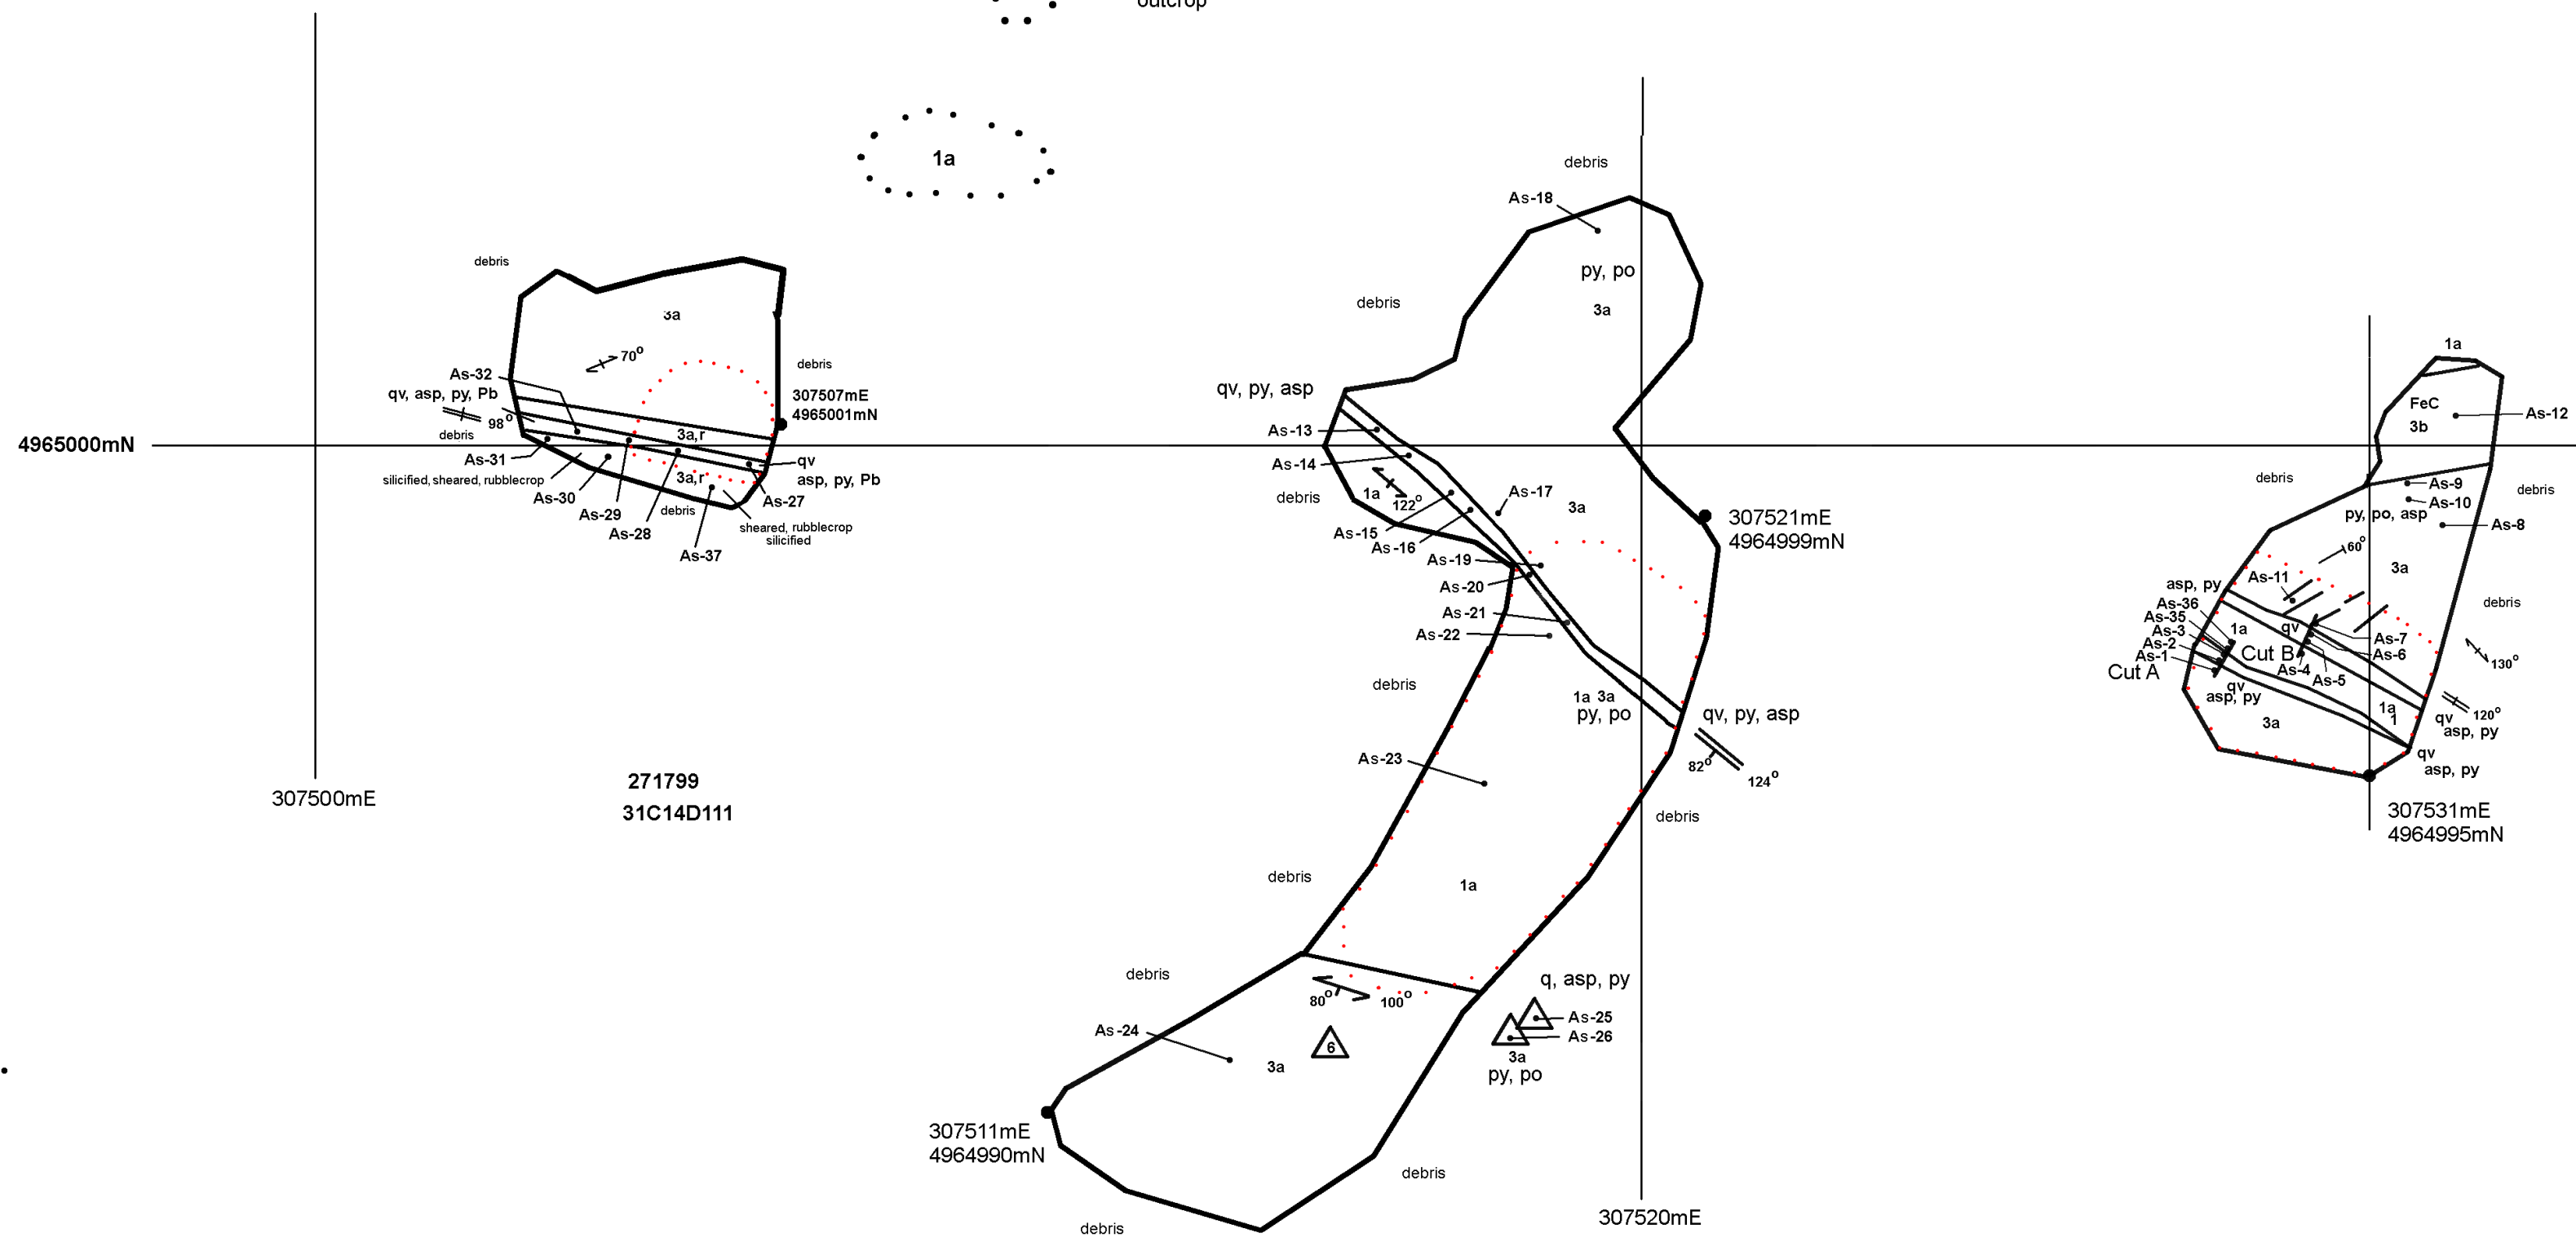 outcrop
1a
debris
As-18
py, po
3a
debris
debris
3a
70°
debris
As-32
qv, asp, py, Pb
98°
debris
307507mE
4965001mN
4965000mN
3a,r
As-31
silicified, sheared, rubblecrop
As-30
As-29
As-28
3a,r
debris
As-37
qv
asp, py, Pb
As-27
sheared, rubblecrop
silicified
307500mE
271799
31C14D111
qv, py, asp
As-13
As-14
debris
1a
122°
As-15
As-16
As-17
3a
307521mE
4964999mN
As-19
As-20
As-21
As-22
debris
1a 3a
py, po
qv, py, asp
82°
124°
As-23
debris
debris
1a
debris
80°
100°
q, asp, py
As-25
As-26
3a
py, po
As-24
6
3a
307511mE
4964990mN
debris
debris
307520mE
1a
FeC
3b
As-12
debris
As-9
As-10
py, po, asp
As-8
debris
60°
As-11
3a
asp, py
As-36
As-35
As-3
As-2
As-1
Cut A
1a
qv
Cut B
As-4
As-5
As-7
As-6
debris
130°
qv
asp, py
3a
1a
1
120°
qv
asp, py
qv
asp, py
307531mE
4964995mN